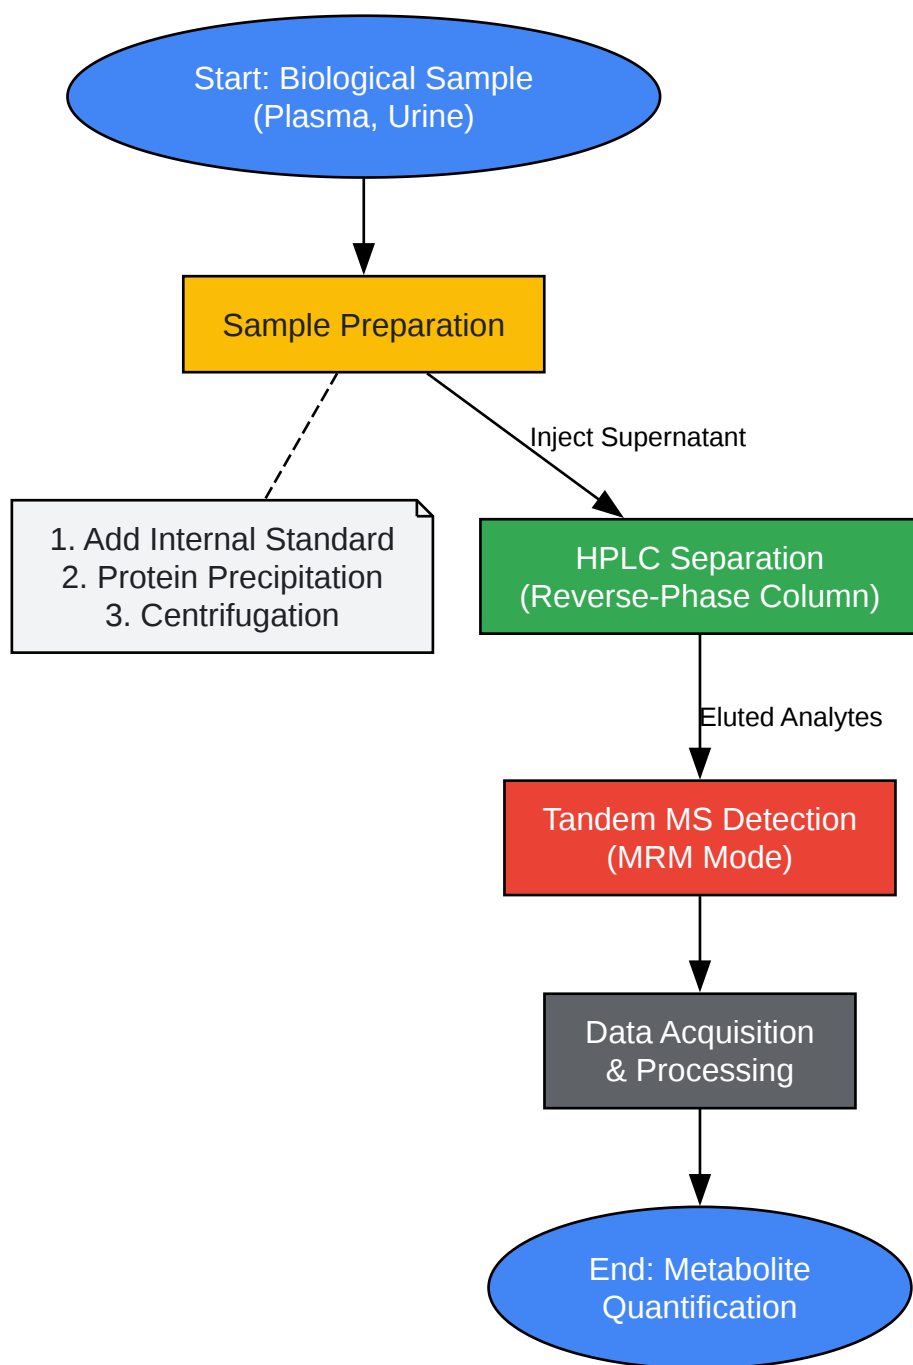 Start: Biological Sample
(Plasma, Urine)
Sample Preparation
Inject Supernatant
1. Add Internal Standard
2. Protein Precipitation
3. Centrifugation
HPLC Separation
(Reverse-Phase Column)
Eluted Analytes
Tandem MS Detection
(MRM Mode)
Data Acquisition
& Processing
End: Metabolite
Quantification